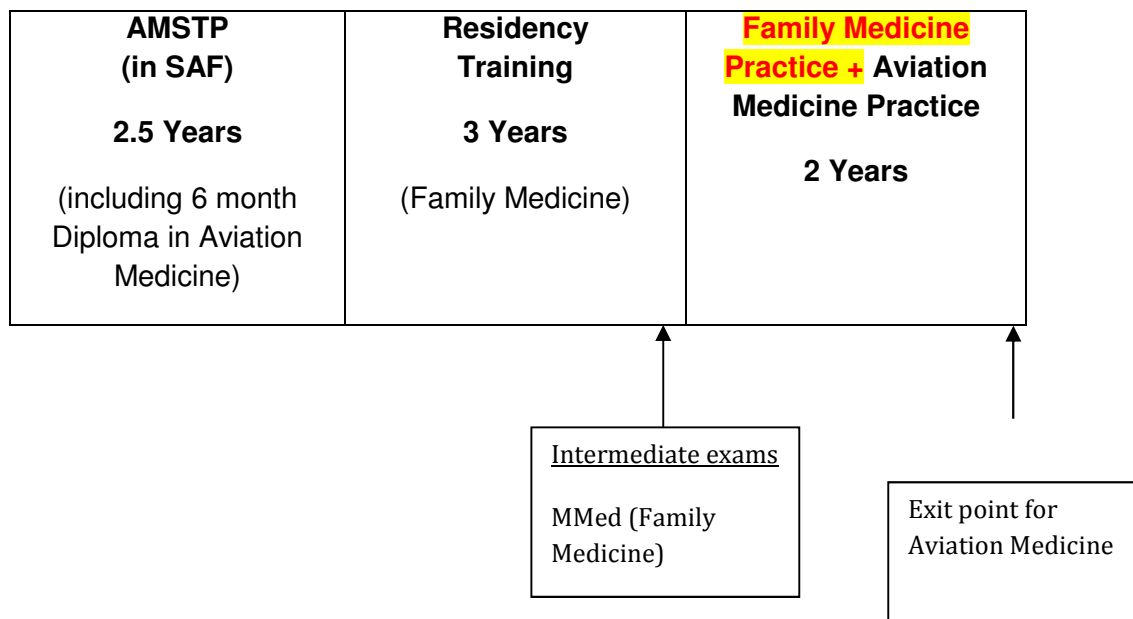 AMSTP
(in SAF)
2.5 Years
(including 6 month
Diploma in Aviation
Medicine)
Residency
Training
3 Years
(Family Medicine)
Family Medicine
Practice + Aviation
Medicine Practice
2 Years
Intermediate exams
MMed (Family
Medicine)
Exit point for
Aviation Medicine